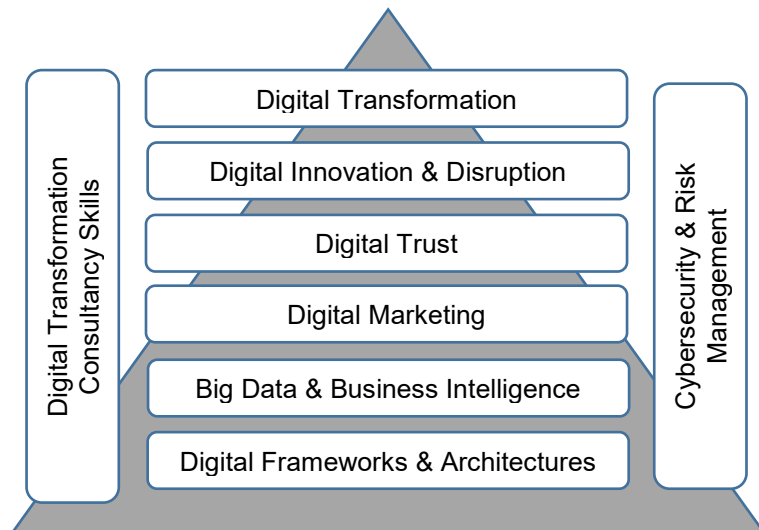 Digital Transformation
Consultancy Skills
Digital Transformation
Digital Innovation & Disruption
Digital Trust
Digital Marketing
Big Data & Business Intelligence
Digital Frameworks & Architectures
Cybersecurity & Risk
Management